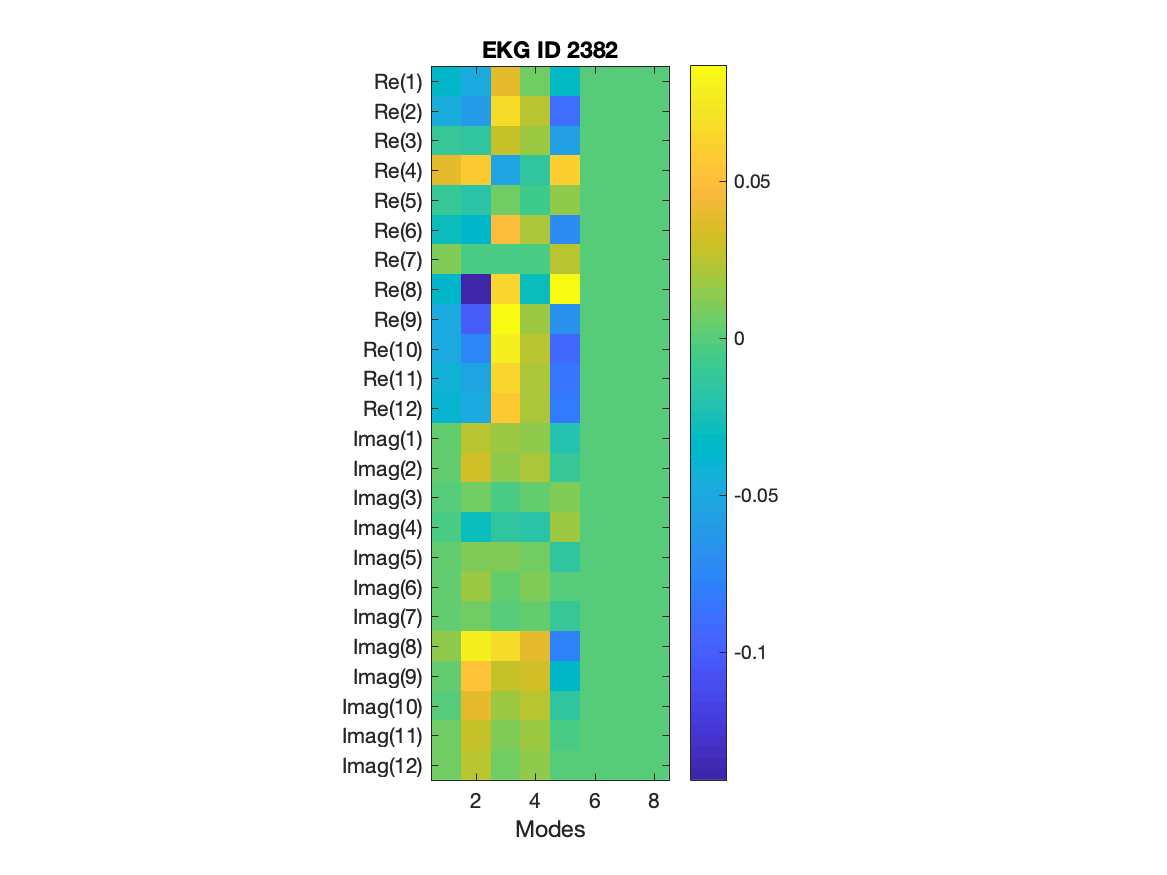 EKG ID 2382
Re(1)
Re(2)
Re(3)
Re(4)
Re(5)
Re(6)
Re(7)
Re(8)
Re(9)
Re(10)
Re(11)
Re(12)
Imag(1)
Imag(2)
Imag(3)
Imag(4)
Imag(5)
Imag(6)
Imag(7)
Imag(8)
Imag(9)
Imag(10)
Imag(11)
Imag(12)
2 4 6 8
Modes
0.05
0
-0.05
-0.1